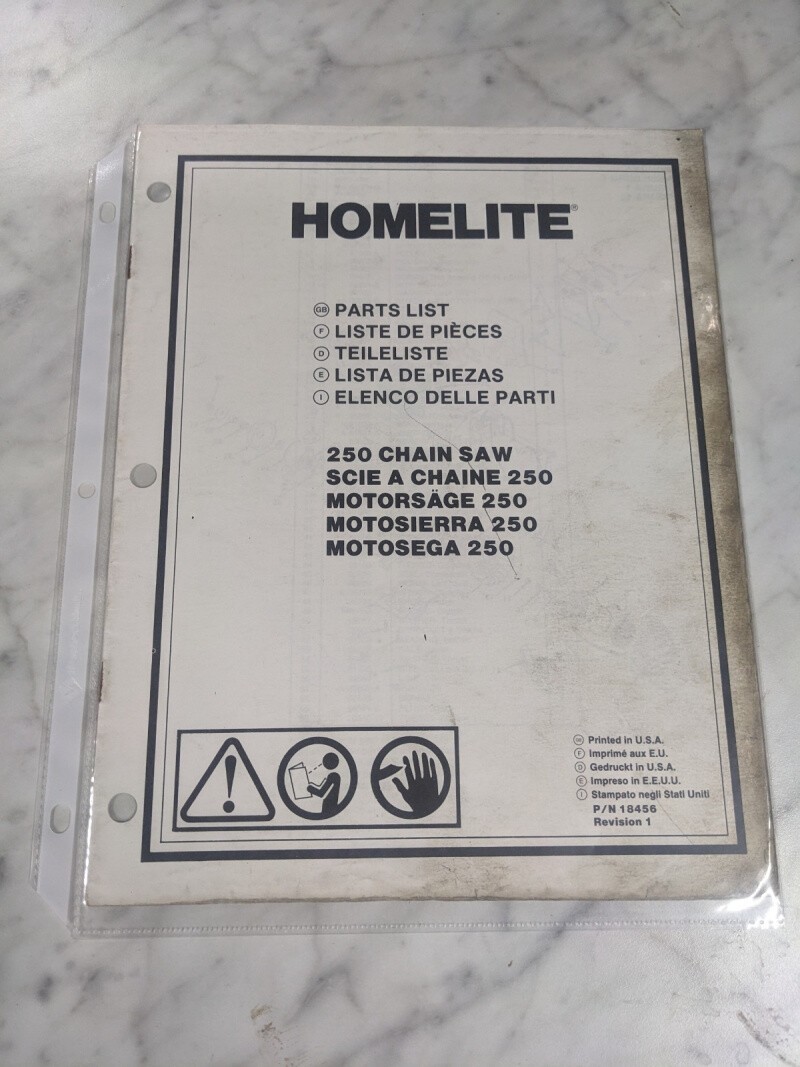 HOMELITE®
GB PARTS LIST
F LISTE DE PIÈCES
D TEILELISTE
E LISTA DE PIEZAS
I ELENCO DELLE PARTI
250 CHAIN SAW
SCIE A CHAINE 250
MOTORSÄGE 250
MOTOSIERRA 250
MOTOSEGA 250
GB Printed in U.S.A.
F Imprimé aux E.U.
D Gedruckt in U.S.A.
E Impreso in E.E.U.U.
I Stampato negli Stati Uniti
P/N 18456
Revision 1